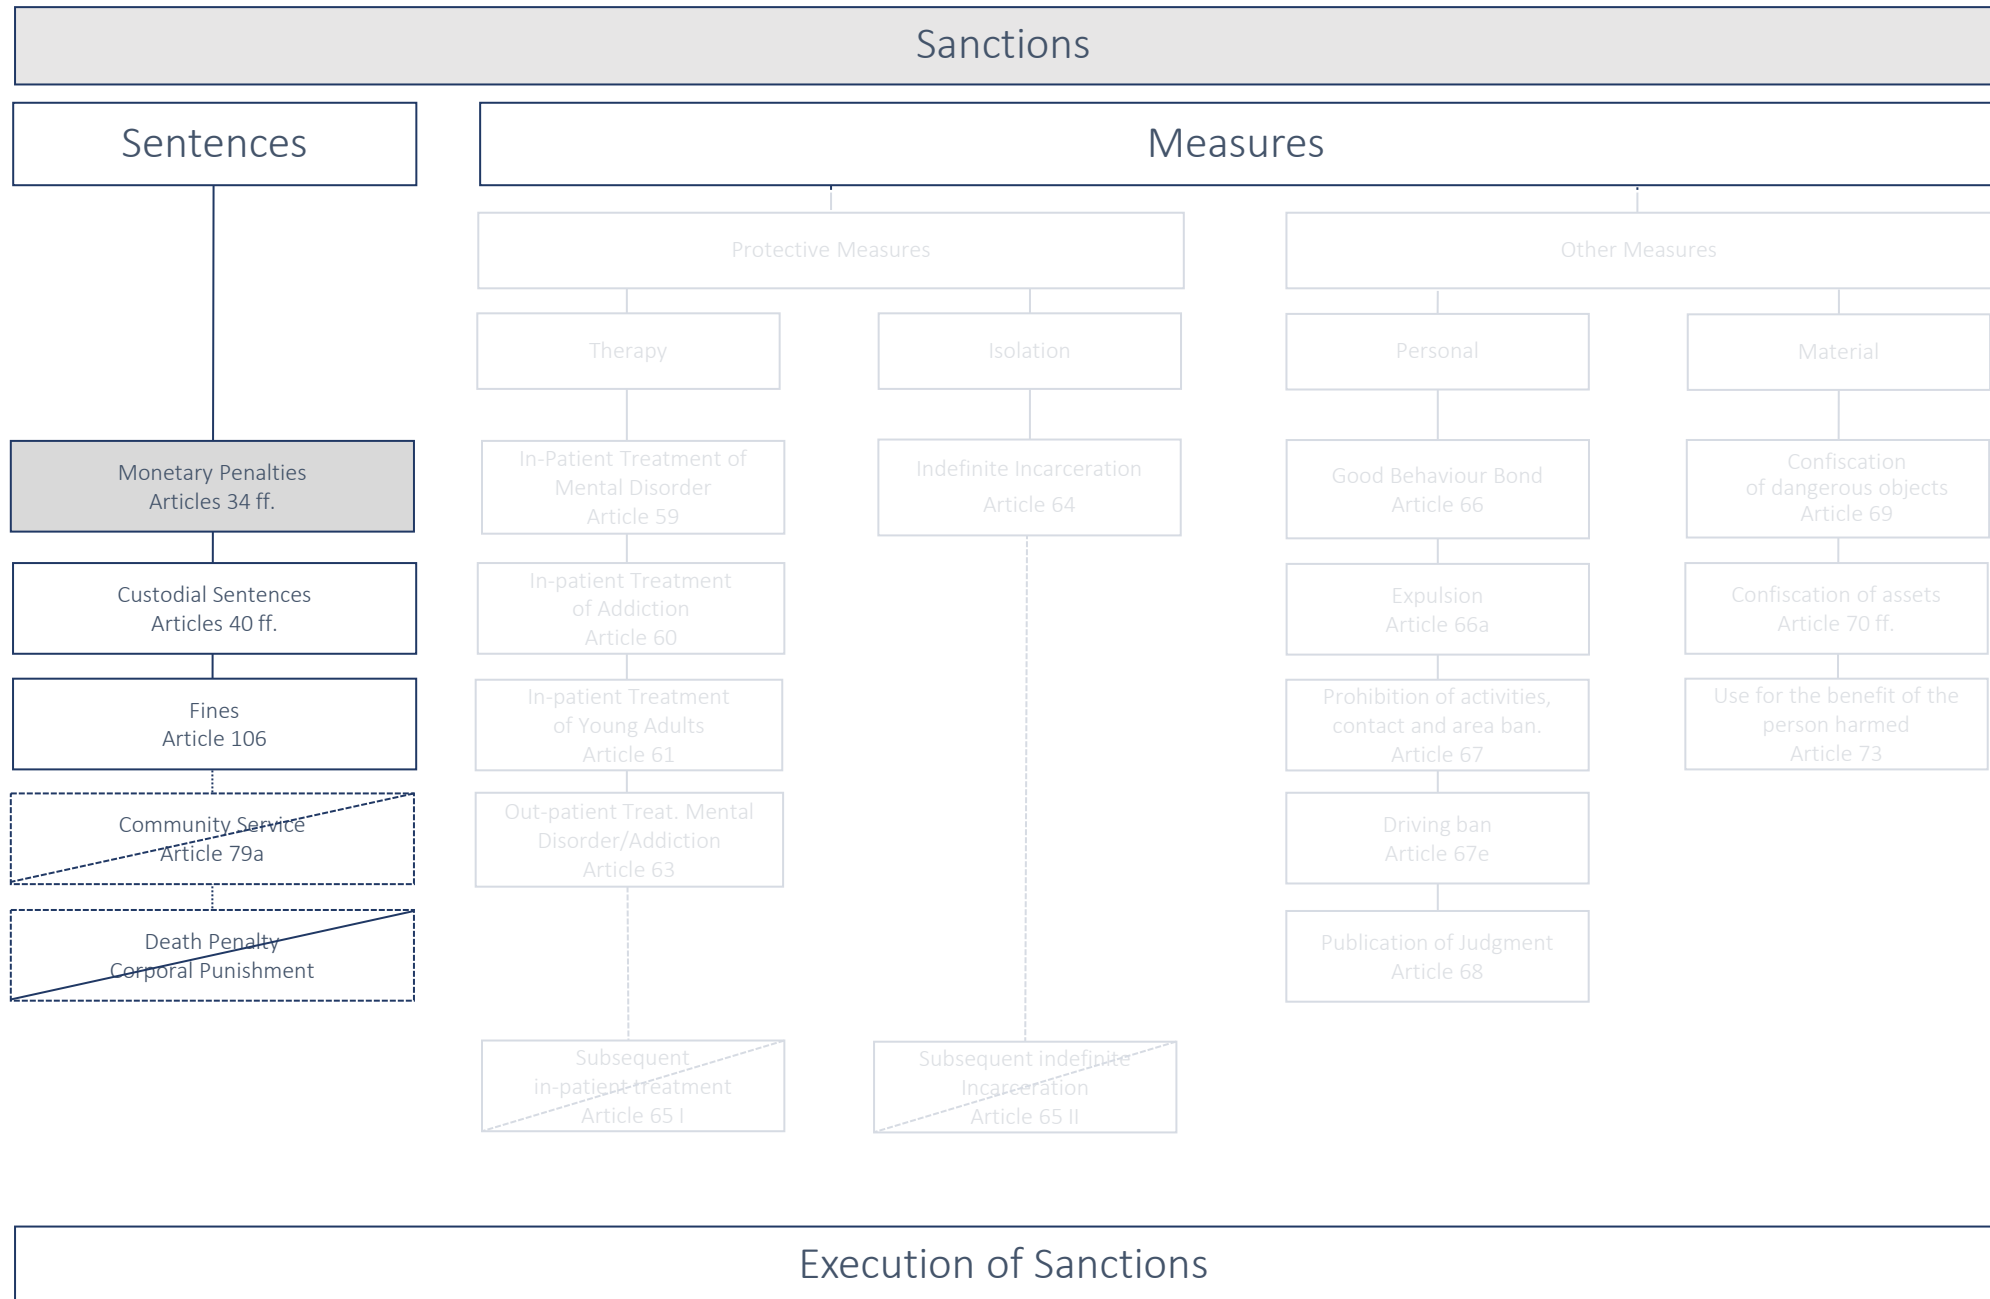 Sanctions
Sentences
Measures
Protective Measures
Other Measures
Therapy
Isolation
Personal
Material
Monetary Penalties
Articles 34 ff.
In-Patient Treatment of
Mental Disorder
Article 59
Indefinite Incarceration
Article 64
Good Behaviour Bond
Article 66
Confiscation
of dangerous objects
Article 69
Custodial Sentences
Articles 40 ff.
In-patient Treatment
of Addiction
Article 60
Expulsion
Article 66a
Confiscation of assets
Article 70 ff.
Fines
Article 106
In-patient Treatment
of Young Adults
Article 61
Prohibition of activities,
contact and area ban.
Article 67
Use for the benefit of the
person harmed
Article 73
Community Service
Article 79a
Out-patient Treat. Mental
Disorder/Addiction
Article 63
Driving ban
Article 67e
Death Penalty
Corporal Punishment
Publication of Judgment
Article 68
Subsequent
in-patient treatment
Article 65 I
Subsequent indefinite
Incarceration
Article 65 II
Execution of Sanctions